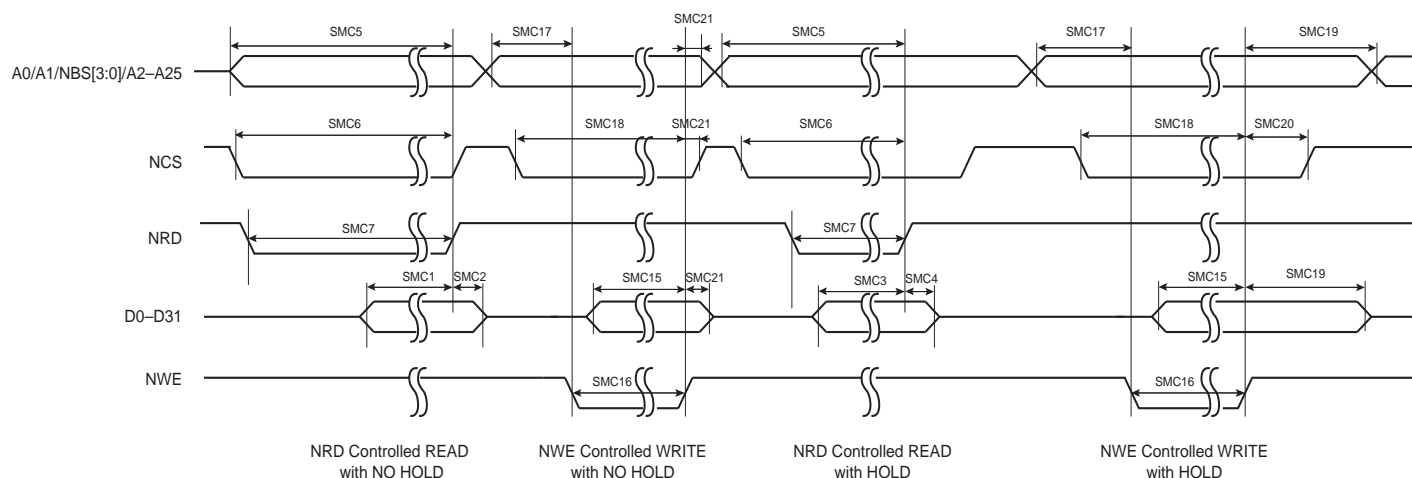 SMC21
SMC5 SMC17 SMC5 SMC17 SMC19
A0/A1/NBS[3:0]/A2–A25
SMC6 SMC18 SMC21 SMC6 SMC18 SMC20
NCS
SMC7 SMC7
NRD
SMC1 SMC2 SMC15 SMC21 SMC3 SMC4 SMC15 SMC19
D0–D31
NWE
SMC16 SMC16
NRD Controlled READ
with NO HOLD
NWE Controlled WRITE
with NO HOLD
NRD Controlled READ
with HOLD
NWE Controlled WRITE
with HOLD